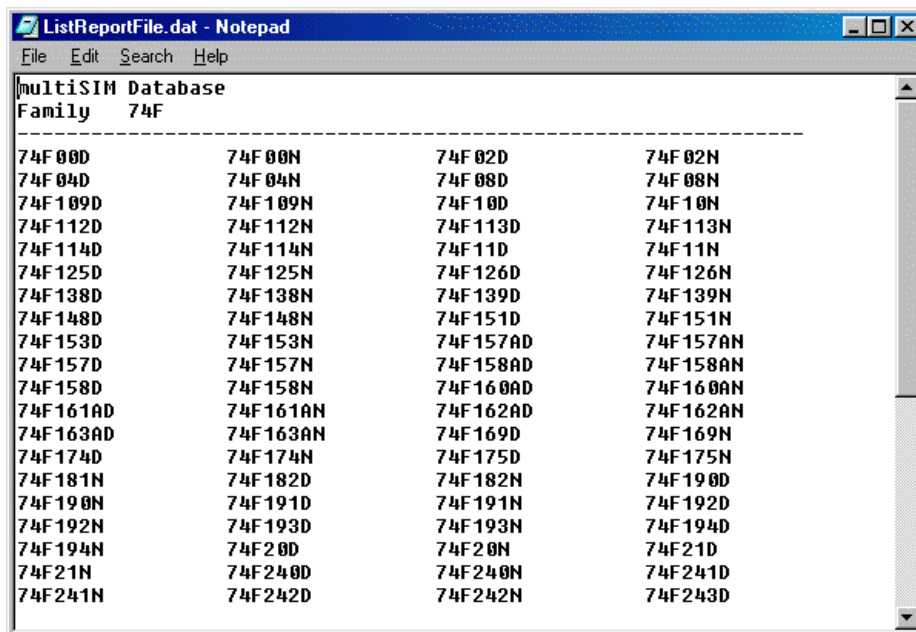 ListReportFile.dat - Notepad
File Edit Search Help
multiSIM Database
Family 74F
-----------------------------------------------------------------
74F00D 74F00N 74F02D 74F02N
74F04D 74F04N 74F08D 74F08N
74F109D 74F109N 74F10D 74F10N
74F112D 74F112N 74F113D 74F113N
74F114D 74F114N 74F11D 74F11N
74F125D 74F125N 74F126D 74F126N
74F138D 74F138N 74F139D 74F139N
74F148D 74F148N 74F151D 74F151N
74F153D 74F153N 74F157AD 74F157AN
74F157D 74F157N 74F158AD 74F158AN
74F158D 74F158N 74F160AD 74F160AN
74F161AD 74F161AN 74F162AD 74F162AN
74F163AD 74F163AN 74F169D 74F169N
74F174D 74F174N 74F175D 74F175N
74F181N 74F182D 74F182N 74F190D
74F190N 74F191D 74F191N 74F192D
74F192N 74F193D 74F193N 74F194D
74F194N 74F20D 74F20N 74F21D
74F21N 74F240D 74F240N 74F241D
74F241N 74F242D 74F242N 74F243D